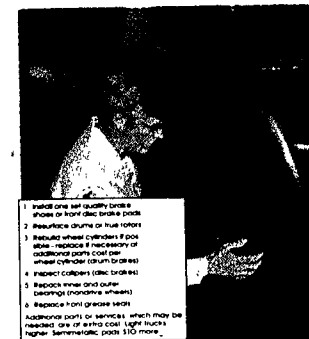 1 Install one set quality brake
shoes or front disc brake pads
2 Resurface drums or true rotors
3 Rebuild wheel cylinders if pos
sible - replace if necessary at
additional parts cost per
wheel cylinder (drum brakes)
4 Inspect calipers (disc brakes)
5 Repack inner and outer
bearings (nondrive wheels)
6 Replace front grease seals
Additional parts or services which may be
needed are at extra cost Light trucks
higher Semimetallic pads $10 more